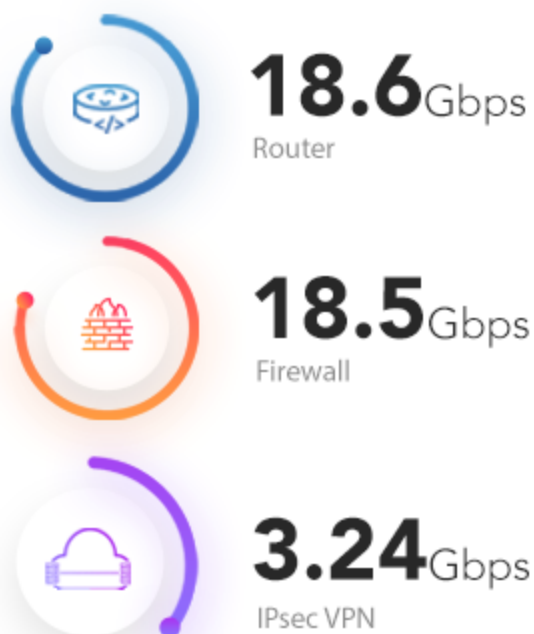 18.6Gbps
Router
18.5Gbps
Firewall
3.24Gbps
IPsec VPN